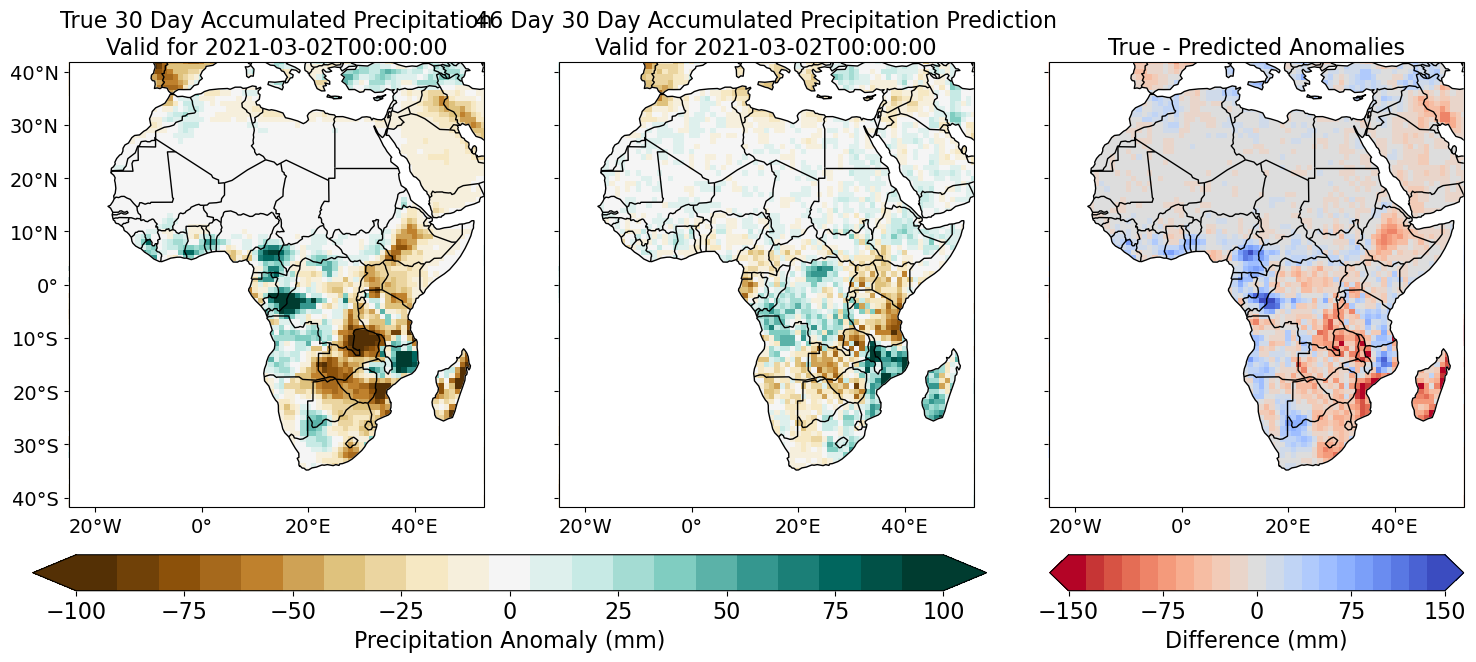 True 30 Day Accumulated Precipitation
Valid for 2021-03-02T00:00:00
46 Day 30 Day Accumulated Precipitation Prediction
Valid for 2021-03-02T00:00:00
True - Predicted Anomalies
40°N
30°N
20°N
10°N
0°
10°S
20°S
30°S
40°S
20°W 0° 20°E 40°E
20°W 0° 20°E 40°E
20°W 0° 20°E 40°E
−100 −75 −50 −25 0 25 50 75 100
Precipitation Anomaly (mm)
−150 −75 0 75 150
Difference (mm)